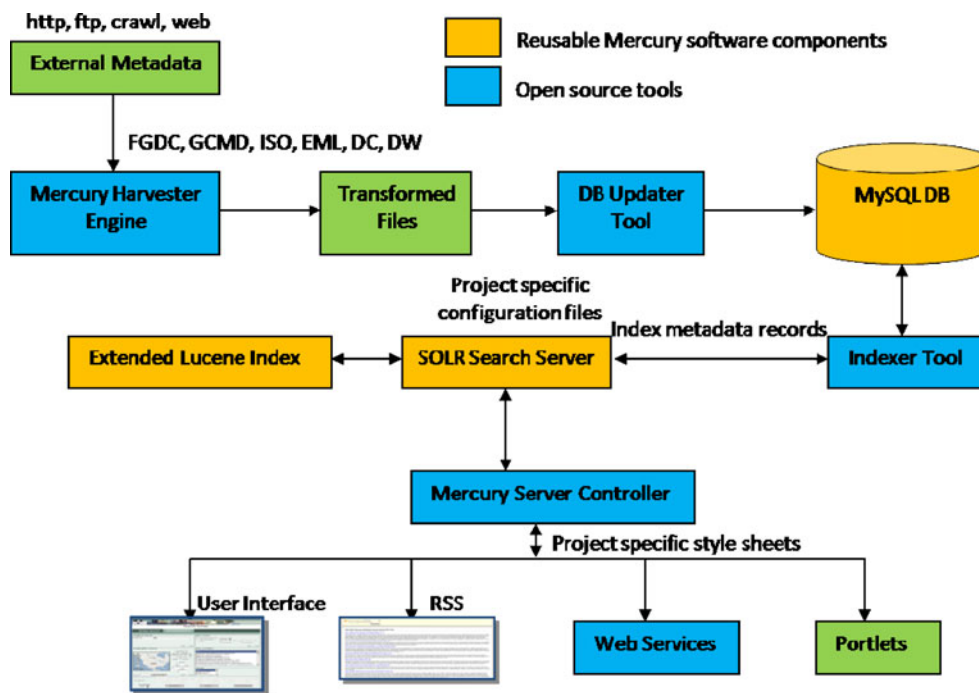 http, ftp, crawl, web
External Metadata
Reusable Mercury software components
Open source tools
FGDC, GCMD, ISO, EML, DC, DW
Mercury Harvester
Engine
Transformed
Files
DB Updater
Tool
MySQL DB
Project specific
configuration files
Index metadata records
Extended Lucene Index
SOLR Search Server
Indexer Tool
Mercury Server Controller
Project specific style sheets
User Interface
RSS
Web Services
Portlets